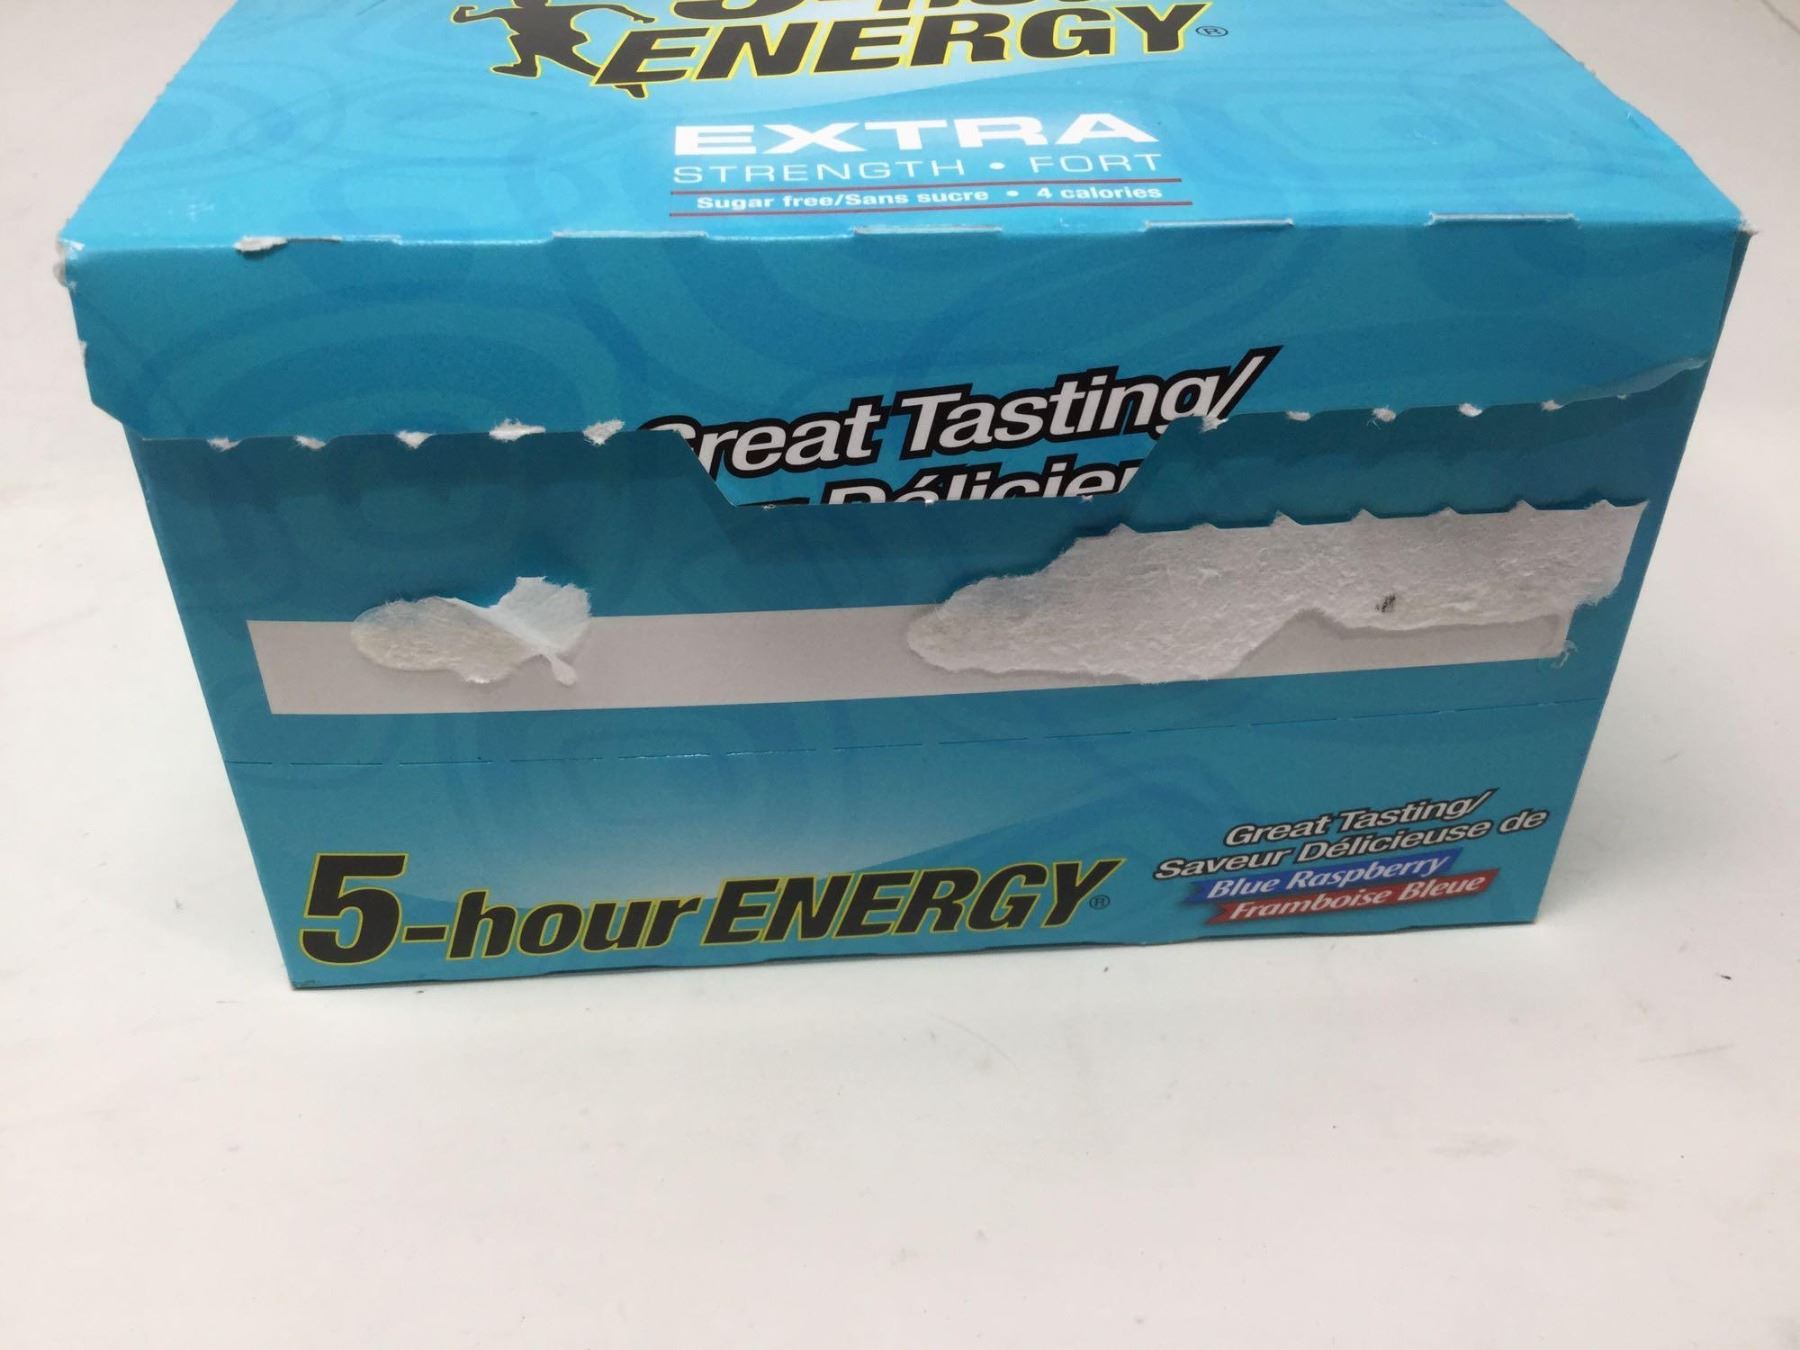 ENERGY®
EXTRA
STRENGTH • FORT
Sugar free/Sans sucre • 4 calories
Great Tasting/
5-hour ENERGY®
Great Tasting/
Saveur Délicieuse de
Blue Raspberry
Framboise Bleue